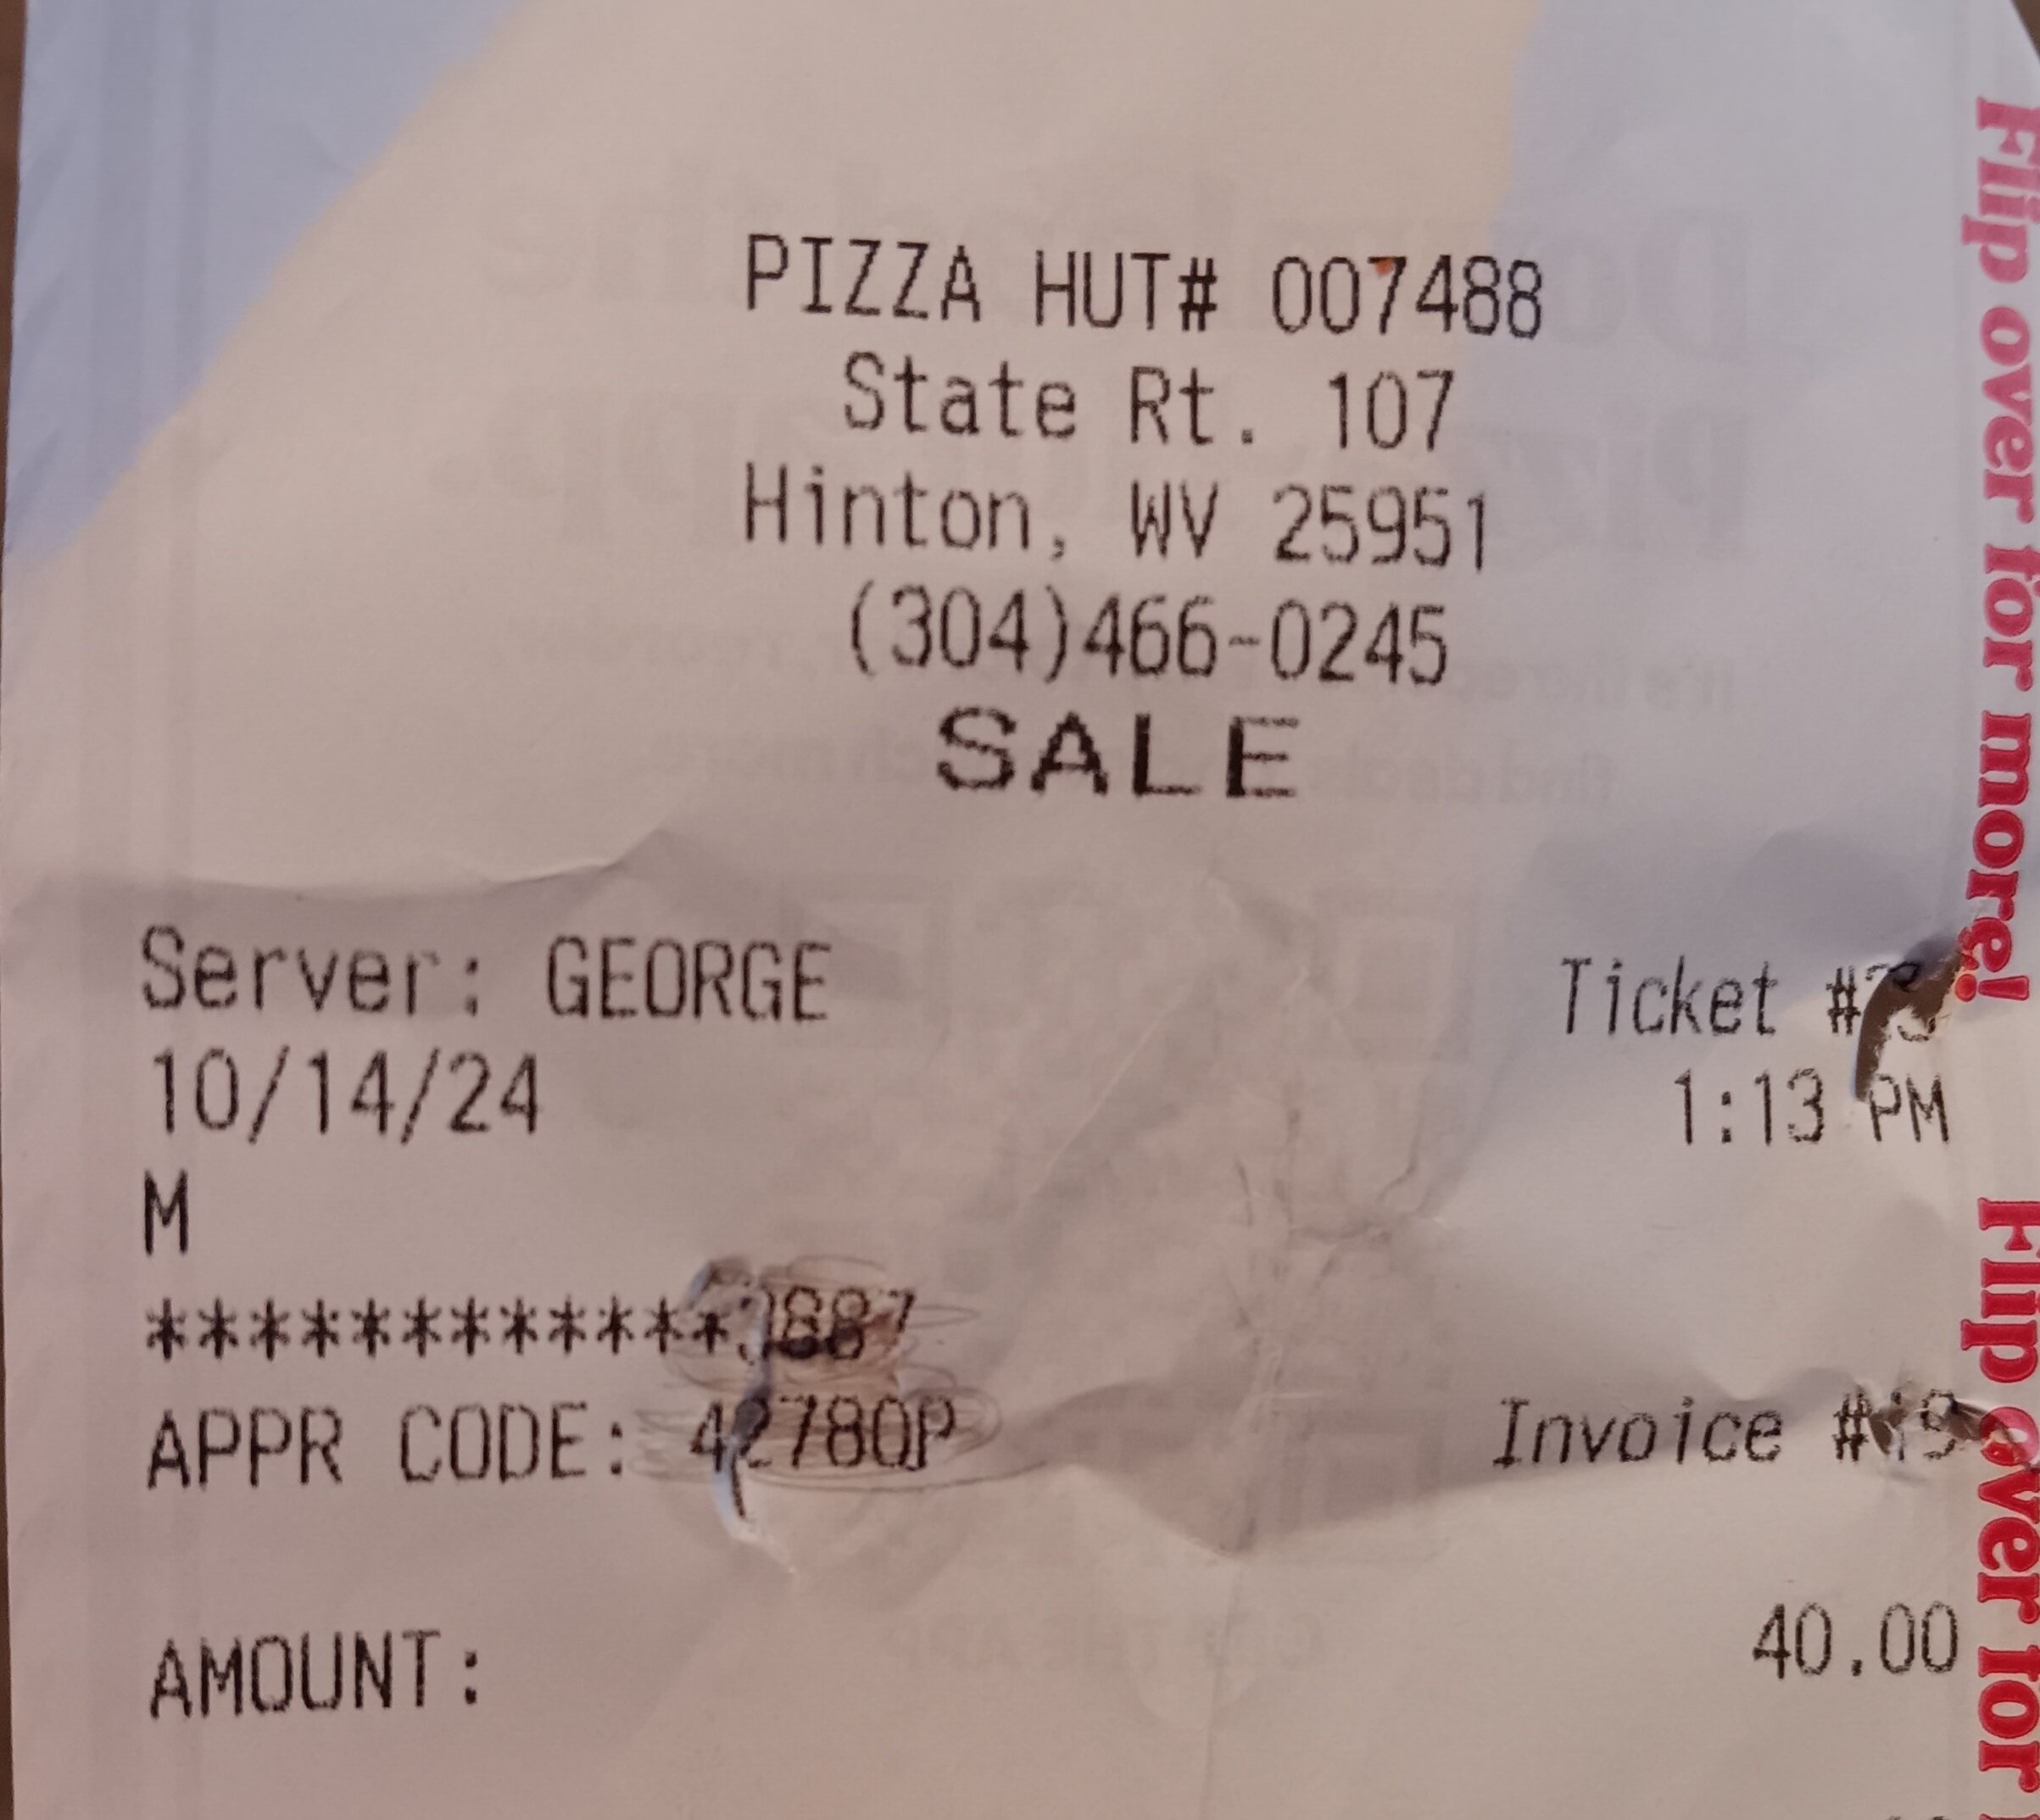 PIZZA HUT# 007488
State Rt. 107
Hinton, WV 25951
(304)466-0245
SALE
Server: GEORGE
Ticket
10/14/24
1:13 PM
M
APPR CODE:
Invoice
AMOUNT: 40.00
Flip over for more!
Flip over for